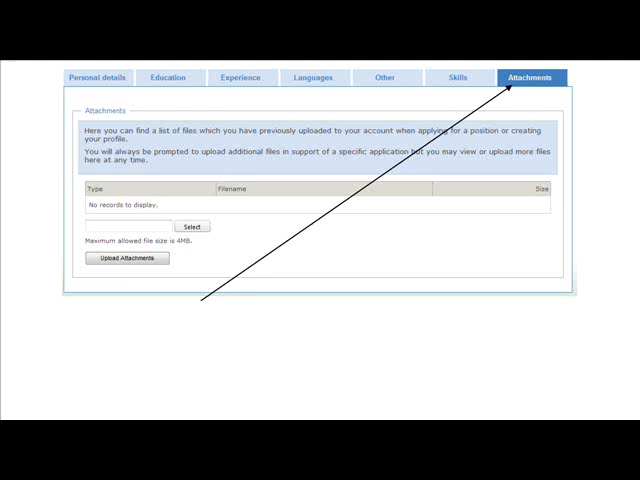 Personal details Education Experience Languages Other Skills Attachments
Attachments
Here you can find a list of files which you have previously uploaded to your account when applying for a position or creating
your profile.
You will always be prompted to upload additional files in support of a specific application but you may view or upload more files
here at any time.
Type Filename Size
No records to display.
Select
Maximum allowed file size is 4MB.
Upload Attachments